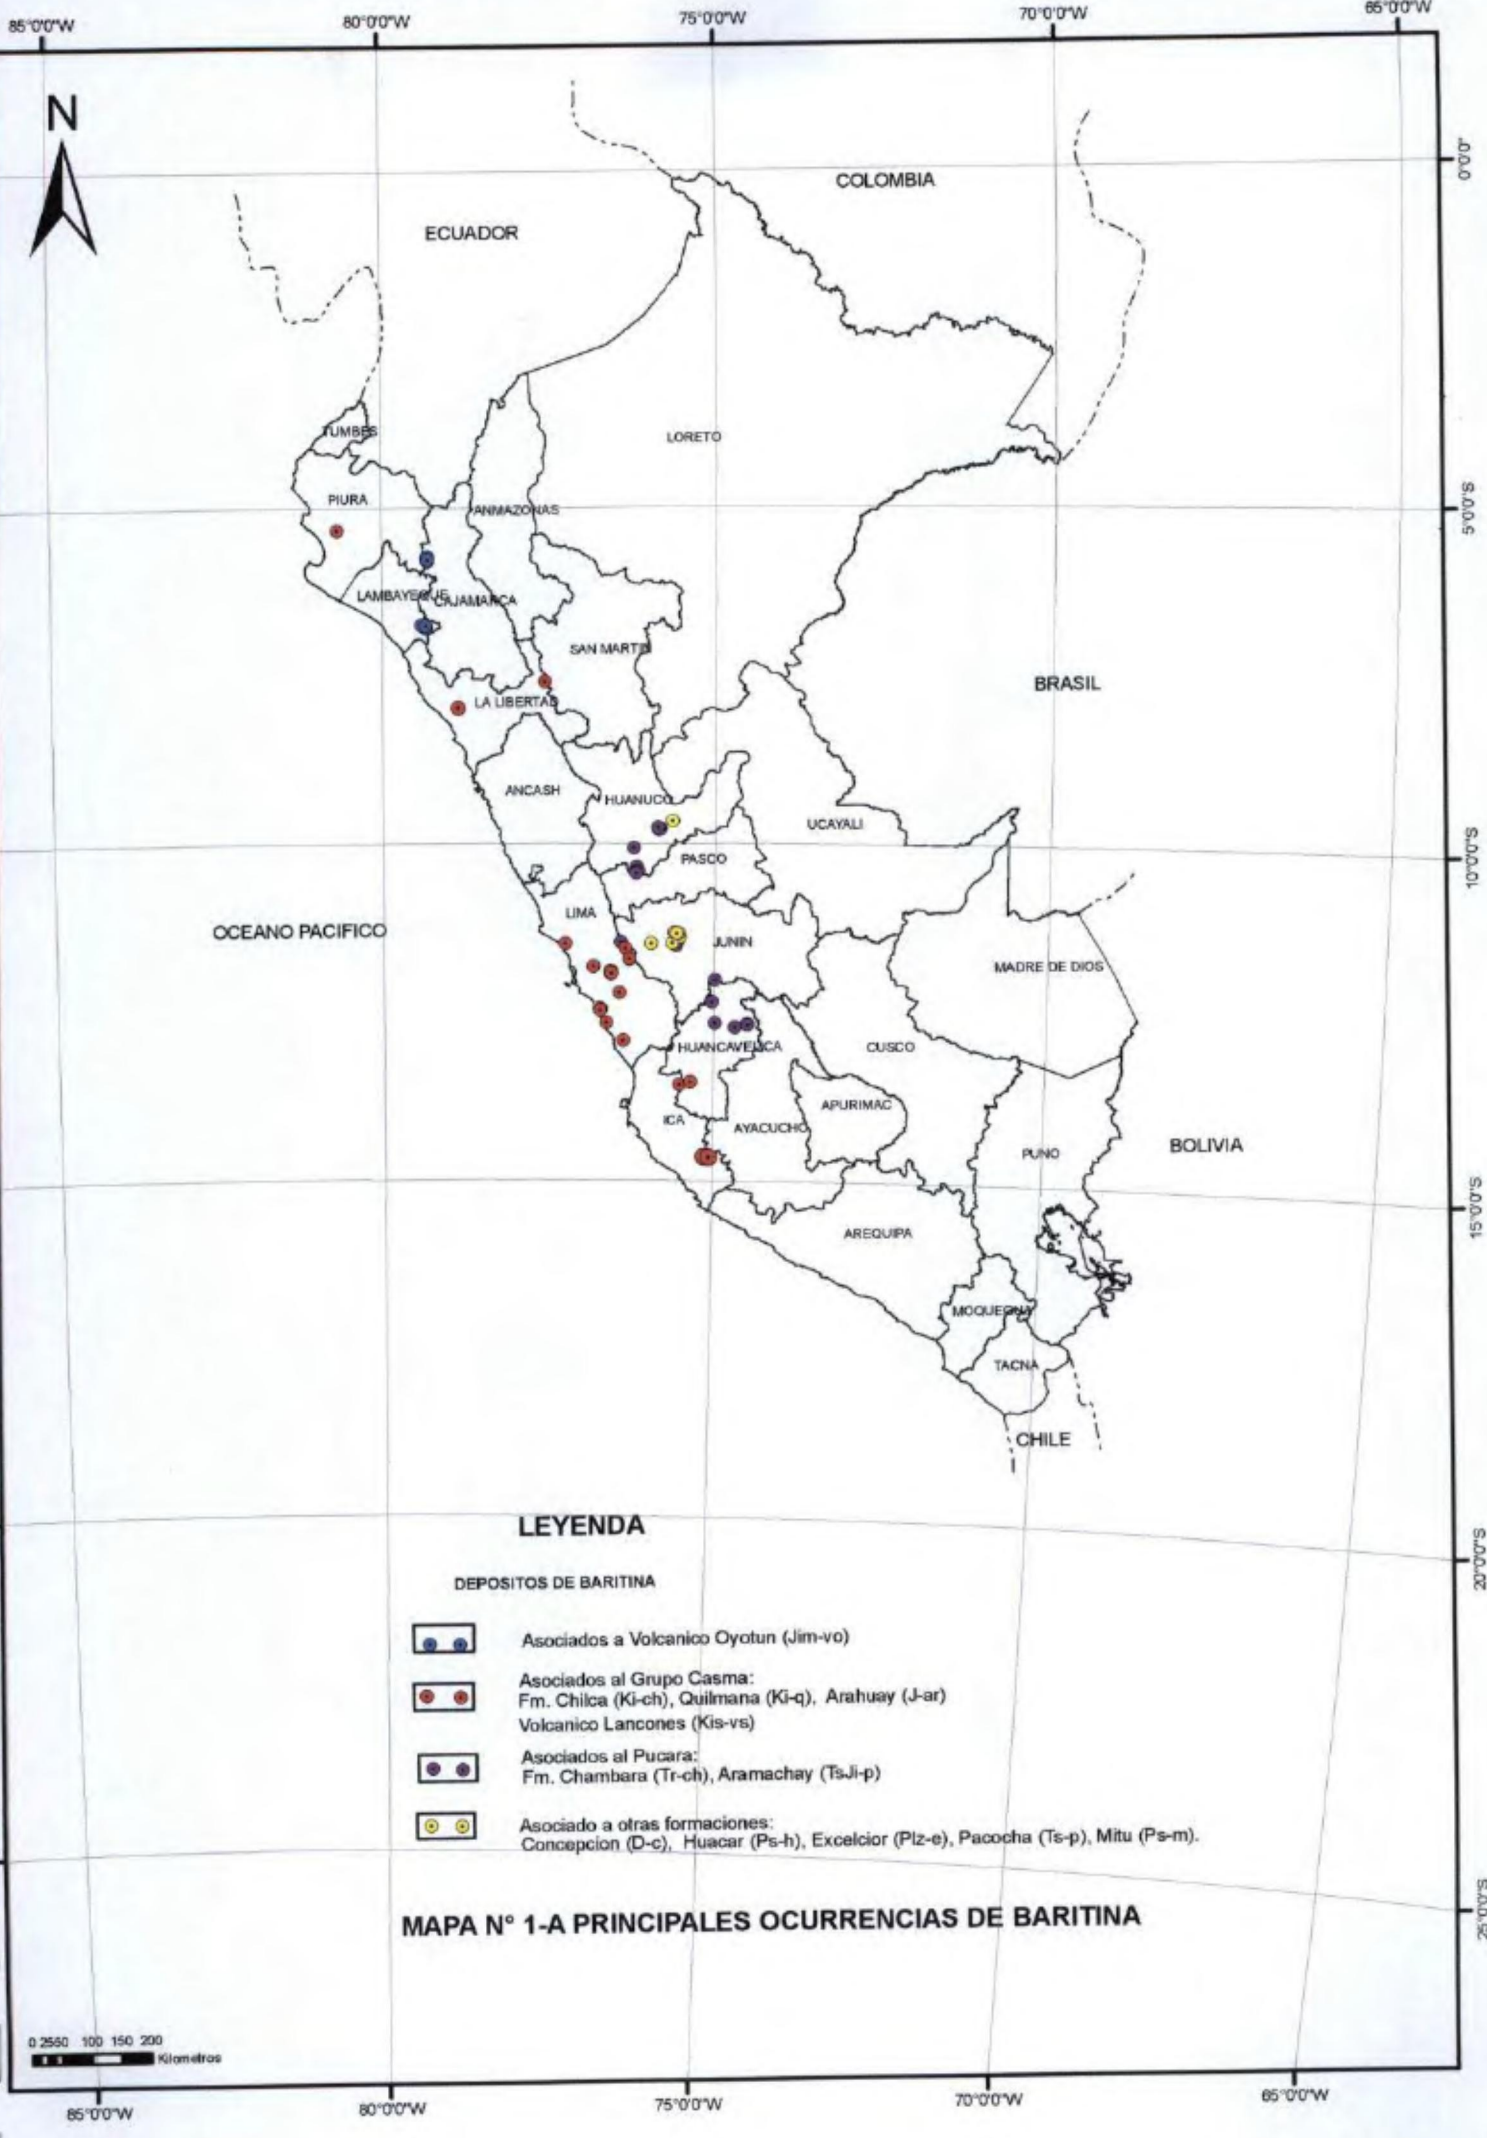 85°0'0"W 80°0'0"W 75°0'0"W 70°0'0"W 65°0'0"W
N
0°0'0"
COLOMBIA
ECUADOR
TUMBES
LORETO
PIURA
ANMAZONAS
5°0'0"S
LAMBAYEQUE
CAJAMARCA
SAN MARTIN
BRASIL
LA LIBERTAD
ANCASH
HUANUCO
UCAYALI
PASCO
10°0'0"S
LIMA
OCEANO PACIFICO
JUNIN
MADRE DE DIOS
HUANCAVELICA
CUSCO
APURIMAC
ICA
AYACUCHO
PUNO
BOLIVIA
15°0'0"S
AREQUIPA
MOQUEGUA
TACNA
CHILE
LEYENDA
20°0'0"S
DEPOSITOS DE BARITINA
Asociados a Volcanico Oyotun (Jim-vo)
Asociados al Grupo Casma:
Fm. Chilca (Ki-ch), Quilmana (Ki-q), Arahuay (J-ar)
Volcanico Lancones (Kis-vs)
Asociados al Pucara:
Fm. Chambara (Tr-ch), Aramachay (TsJi-p)
Asociado a otras formaciones:
Concepcion (D-c), Huacar (Ps-h), Excelcior (Plz-e), Pacocha (Ts-p), Mitu (Ps-m).
25°0'0"S
MAPA N° 1-A PRINCIPALES OCURRENCIAS DE BARITINA
0 2550 100 150 200
Kilometros
85°0'0"W 80°0'0"W 75°0'0"W 70°0'0"W 65°0'0"W